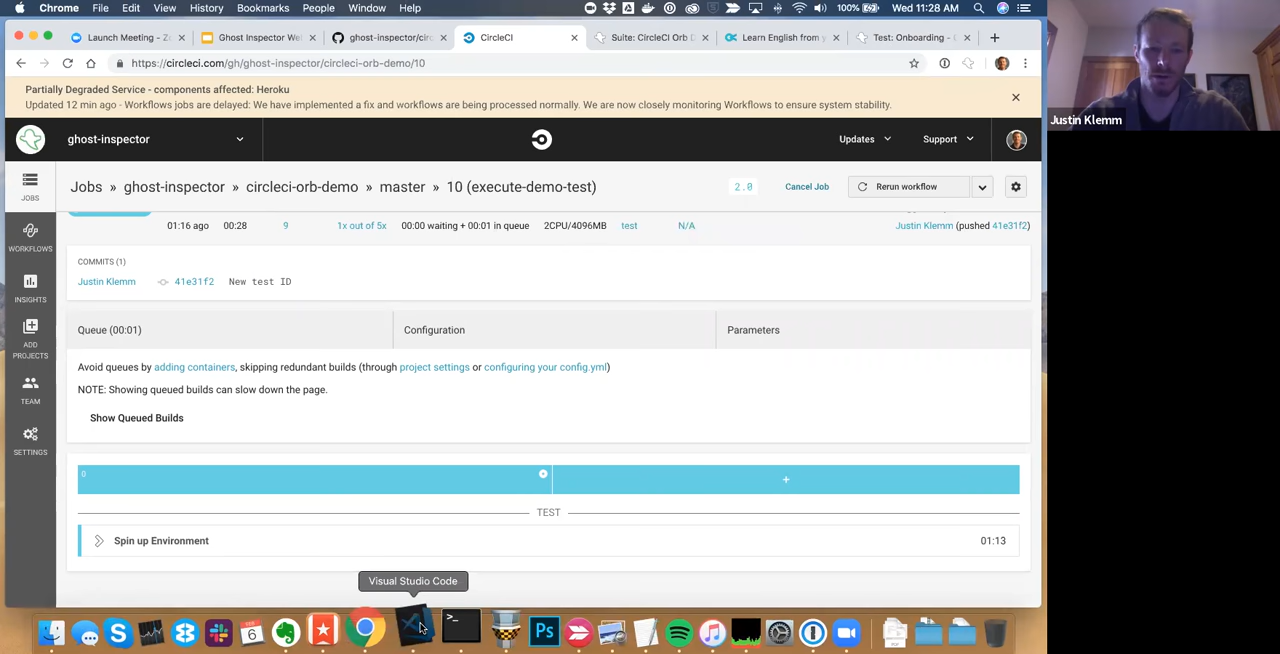 Chrome File Edit View History Bookmarks People Window Help 100% Wed 11:28 AM
Launch Meeting - Z Ghost Inspector We ghost-inspector/circ CircleCI Suite: CircleCI Orb D Learn English from y Test: Onboarding -
https://circleci.com/gh/ghost-inspector/circleci-orb-demo/10
Partially Degraded Service - components affected: Heroku
Updated 12 min ago - Workflows jobs are delayed: We have implemented a fix and workflows are being processed normally. We are now closely monitoring Workflows to ensure system stability.
Justin Klemm
ghost-inspector Updates Support
JOBS
Jobs » ghost-inspector » circleci-orb-demo » master » 10 (execute-demo-test) 2.0 Cancel Job Rerun workflow
01:16 ago 00:28 9 1x out of 5x 00:00 waiting + 00:01 in queue 2CPU/4096MB test N/A Justin Klemm (pushed 41e31f2)
WORKFLOWS
COMMITS (1)
Justin Klemm 41e31f2 New test ID
INSIGHTS
Queue (00:01) Configuration Parameters
ADD
PROJECTS
Avoid queues by adding containers, skipping redundant builds (through project settings or configuring your config.yml)
NOTE: Showing queued builds can slow down the page.
TEAM
Show Queued Builds
SETTINGS
0 +
TEST
Spin up Environment 01:13
Visual Studio Code
6
Ps